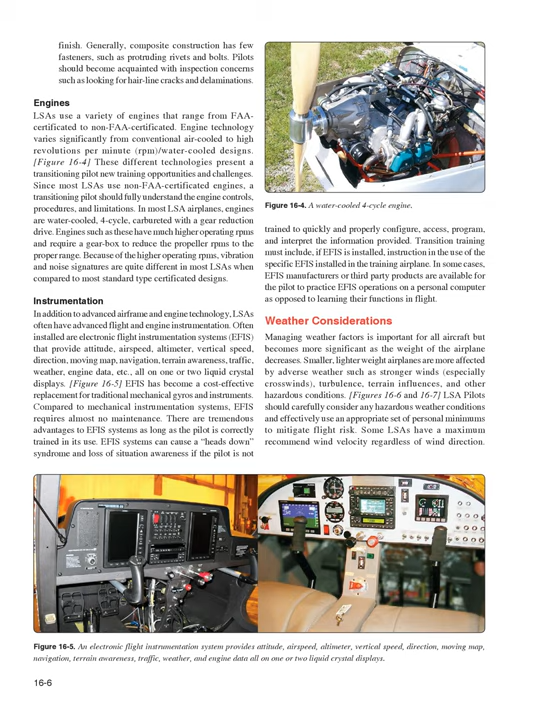 finish. Generally, composite construction has few
fasteners, such as protruding rivets and bolts. Pilots
should become acquainted with inspection concerns
such as looking for hair-line cracks and delaminations.
Engines
LSAs use a variety of engines that range from FAA-
certificated to non-FAA-certificated. Engine technology
varies significantly from conventional air-cooled to high
revolutions per minute (rpm)/water-cooled designs.
[Figure 16-4] These different technologies present a
transitioning pilot new training opportunities and challenges.
Since most LSAs use non-FAA-certificated engines, a
transitioning pilot should fully understand the engine controls,
procedures, and limitations. In most LSA airplanes, engines
are water-cooled, 4-cycle, carbureted with a gear reduction
drive. Engines such as these have much higher operating rpms
and require a gear-box to reduce the propeller rpms to the
proper range. Because of the higher operating rpms, vibration
and noise signatures are quite different in most LSAs when
compared to most standard type certificated designs.
Instrumentation
In addition to advanced airframe and engine technology, LSAs
often have advanced flight and engine instrumentation. Often
installed are electronic flight instrumentation systems (EFIS)
that provide attitude, airspeed, altimeter, vertical speed,
direction, moving map, navigation, terrain awareness, traffic,
weather, engine data, etc., all on one or two liquid crystal
displays. [Figure 16-5] EFIS has become a cost-effective
replacement for traditional mechanical gyros and instruments.
Compared to mechanical instrumentation systems, EFIS
requires almost no maintenance. There are tremendous
advantages to EFIS systems as long as the pilot is correctly
trained in its use. EFIS systems can cause a “heads down”
syndrome and loss of situation awareness if the pilot is not
Figure 16-4. A water-cooled 4-cycle engine.
trained to quickly and properly configure, access, program,
and interpret the information provided. Transition training
must include, if EFIS is installed, instruction in the use of the
specific EFIS installed in the training airplane. In some cases,
EFIS manufacturers or third party products are available for
the pilot to practice EFIS operations on a personal computer
as opposed to learning their functions in flight.
Weather Considerations
Managing weather factors is important for all aircraft but
becomes more significant as the weight of the airplane
decreases. Smaller, lighter weight airplanes are more affected
by adverse weather such as stronger winds (especially
crosswinds), turbulence, terrain influences, and other
hazardous conditions. [Figures 16-6 and 16-7] LSA Pilots
should carefully consider any hazardous weather conditions
and effectively use an appropriate set of personal minimums
to mitigate flight risk. Some LSAs have a maximum
recommend wind velocity regardless of wind direction.
Figure 16-5. An electronic flight instrumentation system provides attitude, airspeed, altimeter, vertical speed, direction, moving map,
navigation, terrain awareness, traffic, weather, and engine data all on one or two liquid crystal displays.
16-6